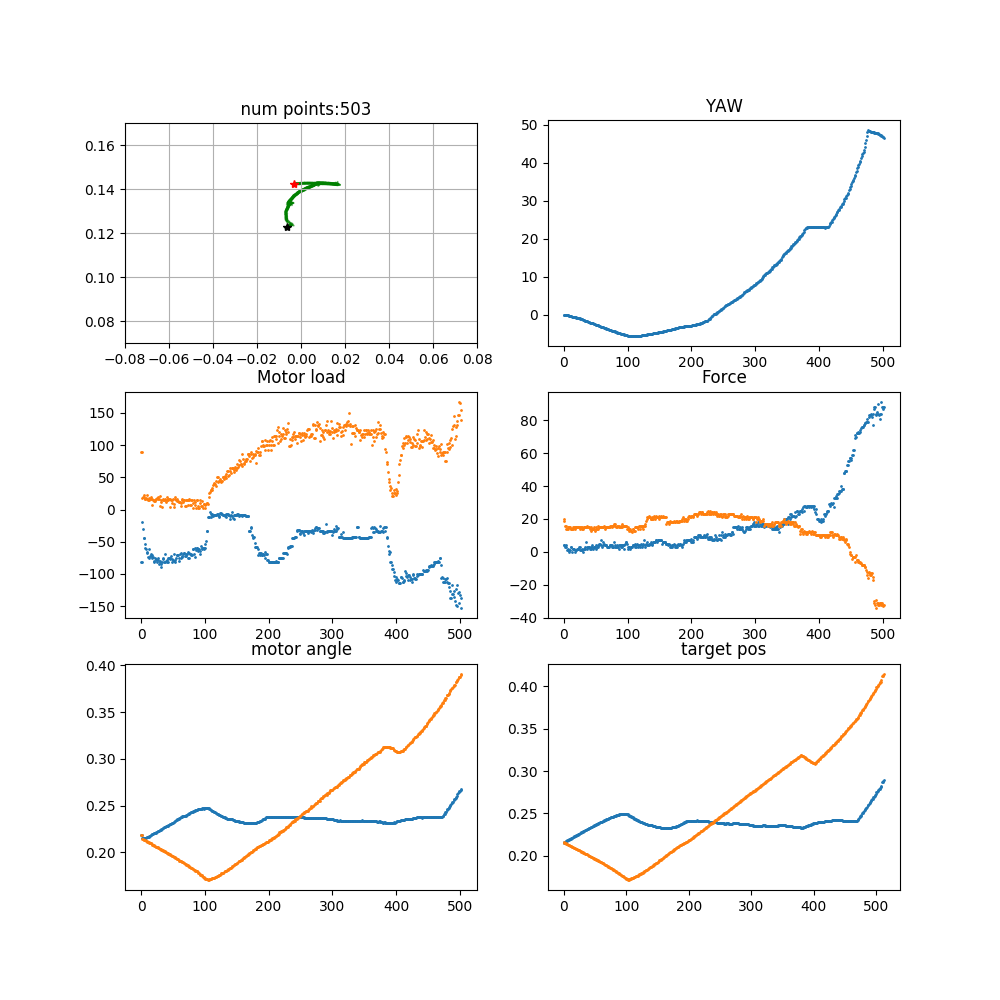 num points:503
0.16
0.14
0.12
0.10
0.08
−0.08 −0.06 −0.04 −0.02 0.00 0.02 0.04 0.06 0.08
YAW
50
40
30
20
10
0
0 100 200 300 400 500
Motor load
150
100
50
0
−50
−100
−150
0 100 200 300 400 500
Force
80
60
40
20
0
−20
−40
0 100 200 300 400 500
motor angle
0.40
0.35
0.30
0.25
0.20
0 100 200 300 400 500
target pos
0.40
0.35
0.30
0.25
0.20
0 100 200 300 400 500